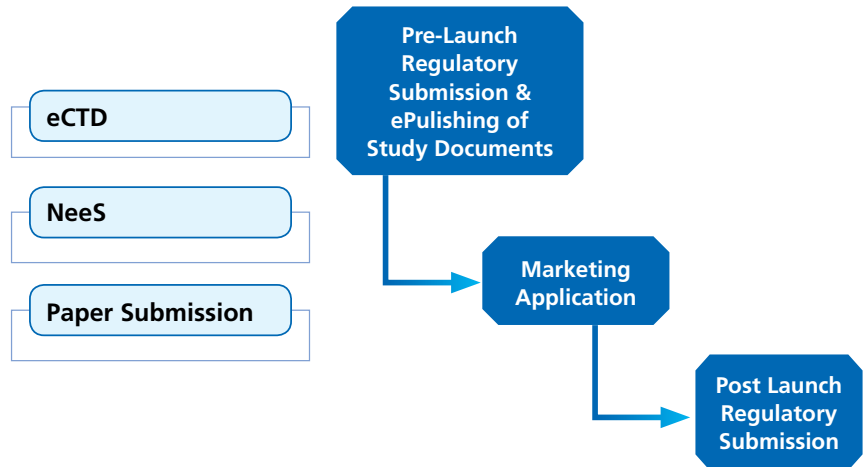 eCTD
NeeS
Paper Submission
Pre-Launch
Regulatory
Submission &
ePulishing of
Study Documents
Marketing
Application
Post Launch
Regulatory
Submission